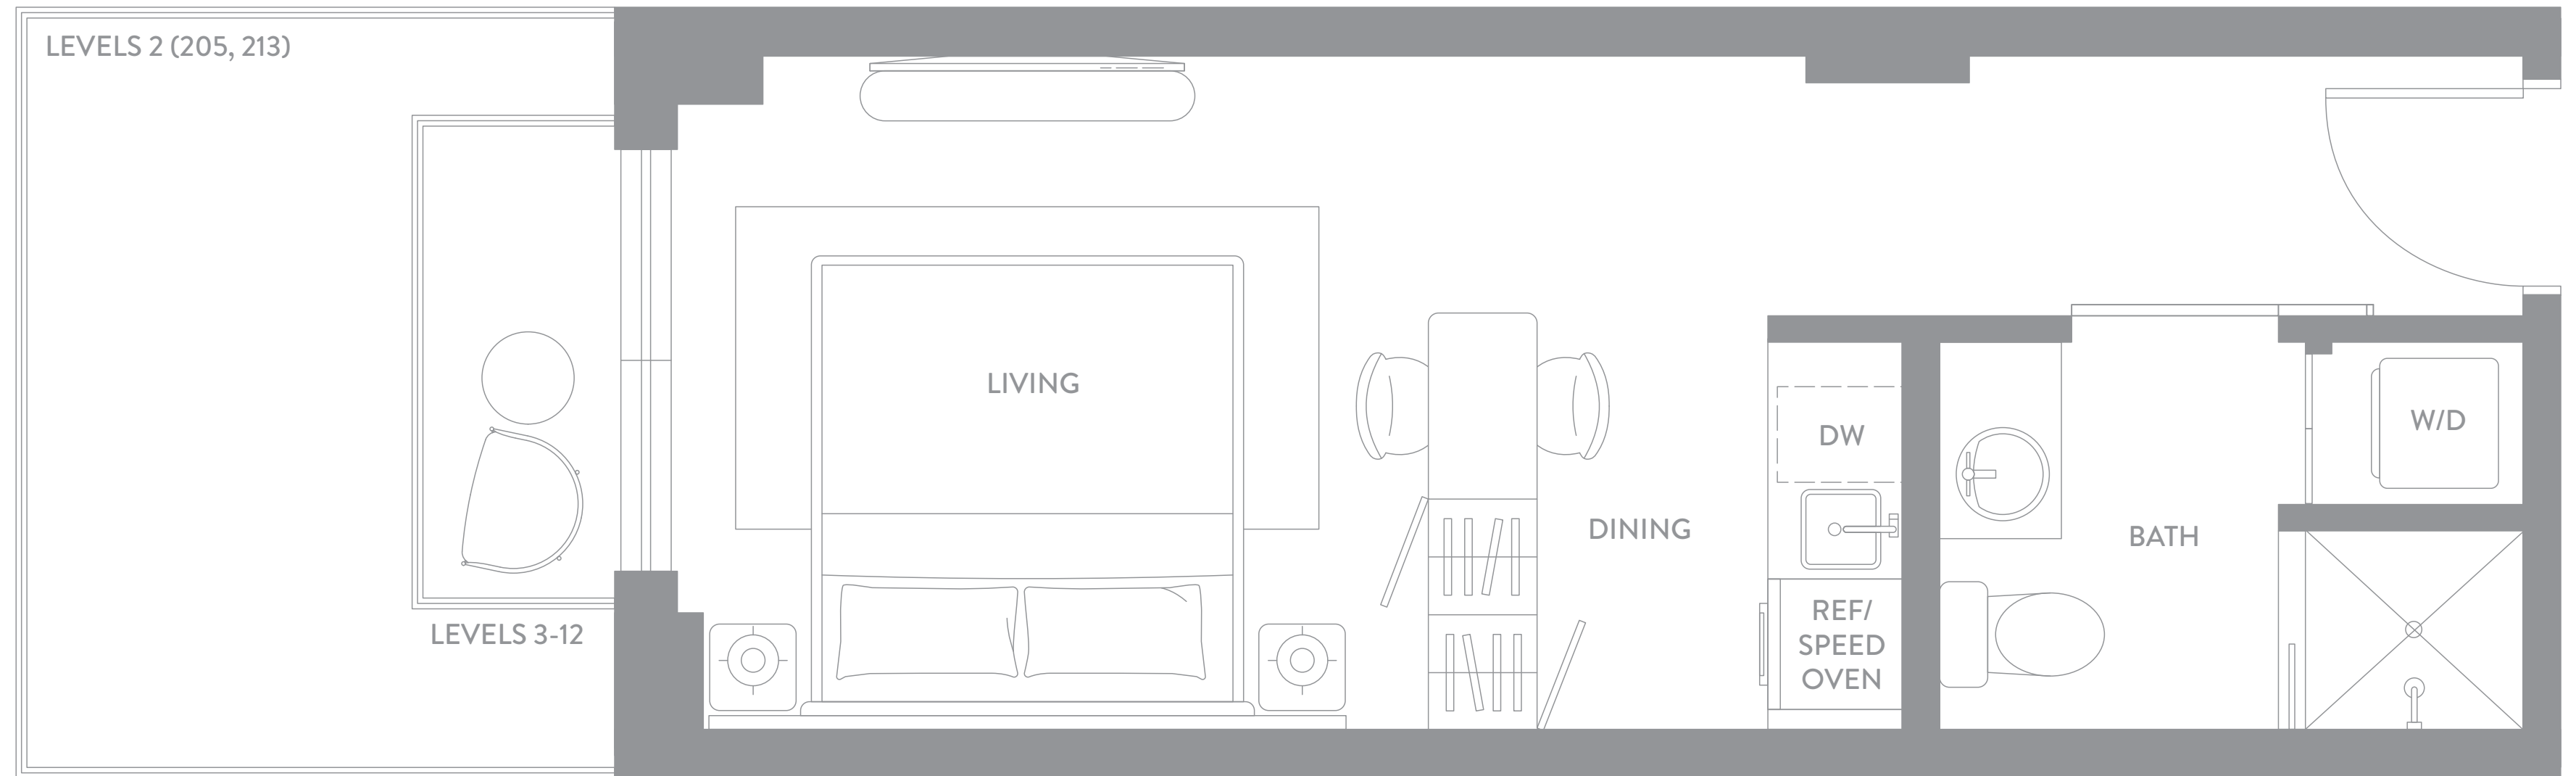 LEVELS 2 (205, 213)
LIVING
DW
W/D
DINING
BATH
REF/
SPEED
OVEN
LEVELS 3-12